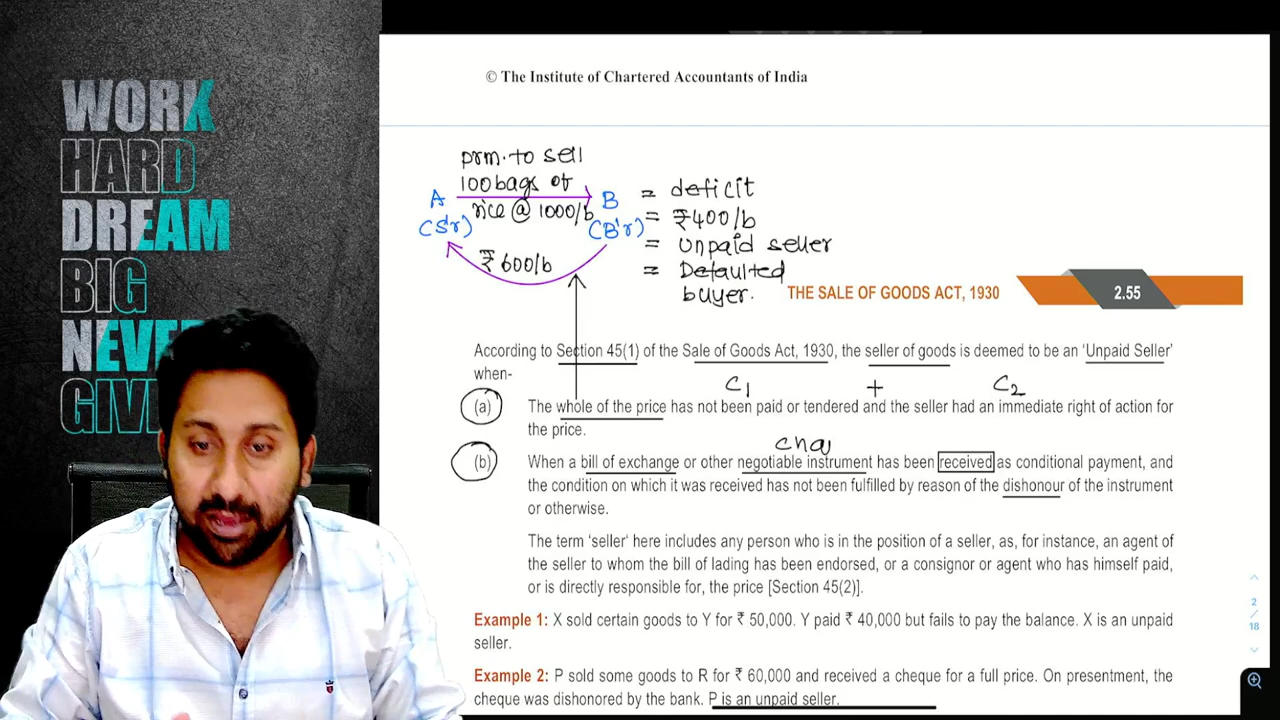 WORK
HARD
DREAM
BIG
NEVER
GIVE
© The Institute of Chartered Accountants of India
prm. to sell
100 bags of
rice @ 1000/b
A
(S'r)
B
(B'r)
₹ 600/b
= deficit
= ₹400/b
= Unpaid seller
= Defaulted
buyer.
THE SALE OF GOODS ACT, 1930
2.55
According to Section 45(1) of the Sale of Goods Act, 1930, the seller of goods is deemed to be an 'Unpaid Seller'
when-
C1 + C2
(a) The whole of the price has not been paid or tendered and the seller had an immediate right of action for
the price.
(b) When a bill of exchange or other negotiable instrument has been received as conditional payment, and
the condition on which it was received has not been fulfilled by reason of the dishonour of the instrument
or otherwise.
The term 'seller' here includes any person who is in the position of a seller, as, for instance, an agent of
the seller to whom the bill of lading has been endorsed, or a consignor or agent who has himself paid,
or is directly responsible for, the price [Section 45(2)].
Example 1: X sold certain goods to Y for ₹ 50,000. Y paid ₹ 40,000 but fails to pay the balance. X is an unpaid
seller.
Example 2: P sold some goods to R for ₹ 60,000 and received a cheque for a full price. On presentment, the
cheque was dishonored by the bank. P is an unpaid seller.
2
/
18